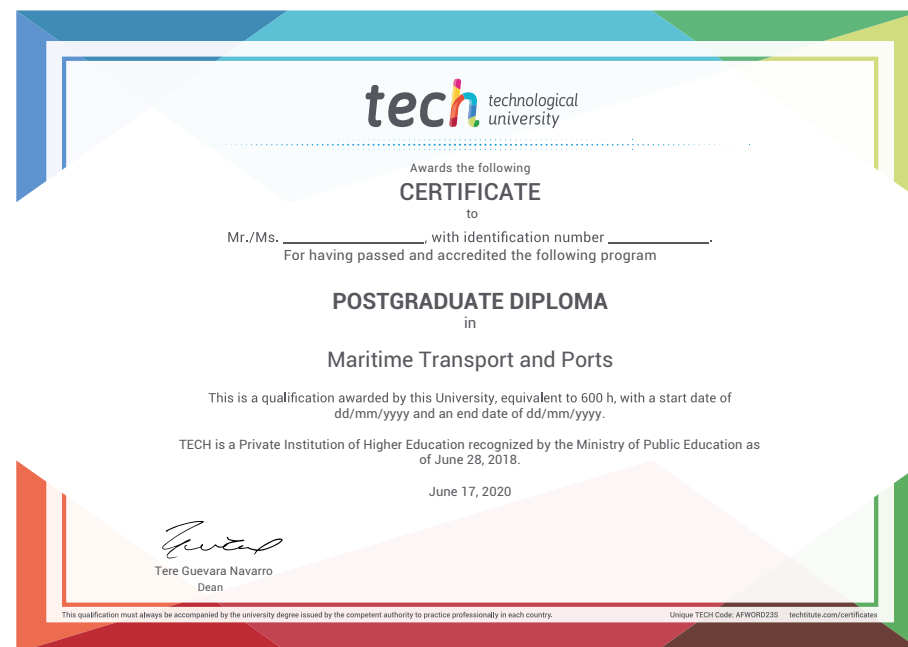 tech technological
university
Awards the following
CERTIFICATE
to
Mr./Ms. ____________, with identification number ____________.
For having passed and accredited the following program
POSTGRADUATE DIPLOMA
in
Maritime Transport and Ports
This is a qualification awarded by this University, equivalent to 600 h, with a start date of
dd/mm/yyyy and an end date of dd/mm/yyyy.
TECH is a Private Institution of Higher Education recognized by the Ministry of Public Education as
of June 28, 2018.
June 17, 2020
Tere Guevara Navarro
Dean
This qualification must always be accompanied by the university degree issued by the competent authority to practice professionally in each country. Unique TECH Code: AFWORD23S techtitute.com/certificates